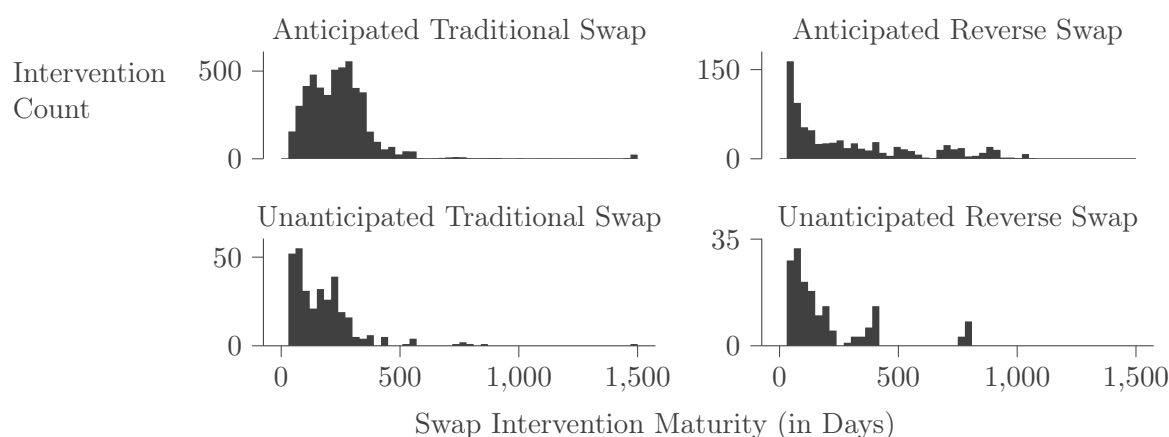 Anticipated Traditional Swap
Anticipated Reverse Swap
Intervention
Count
500
0
150
0
Unanticipated Traditional Swap
Unanticipated Reverse Swap
50
0
35
0
0 500 1,000 1,500
0 500 1,000 1,500
Swap Intervention Maturity (in Days)